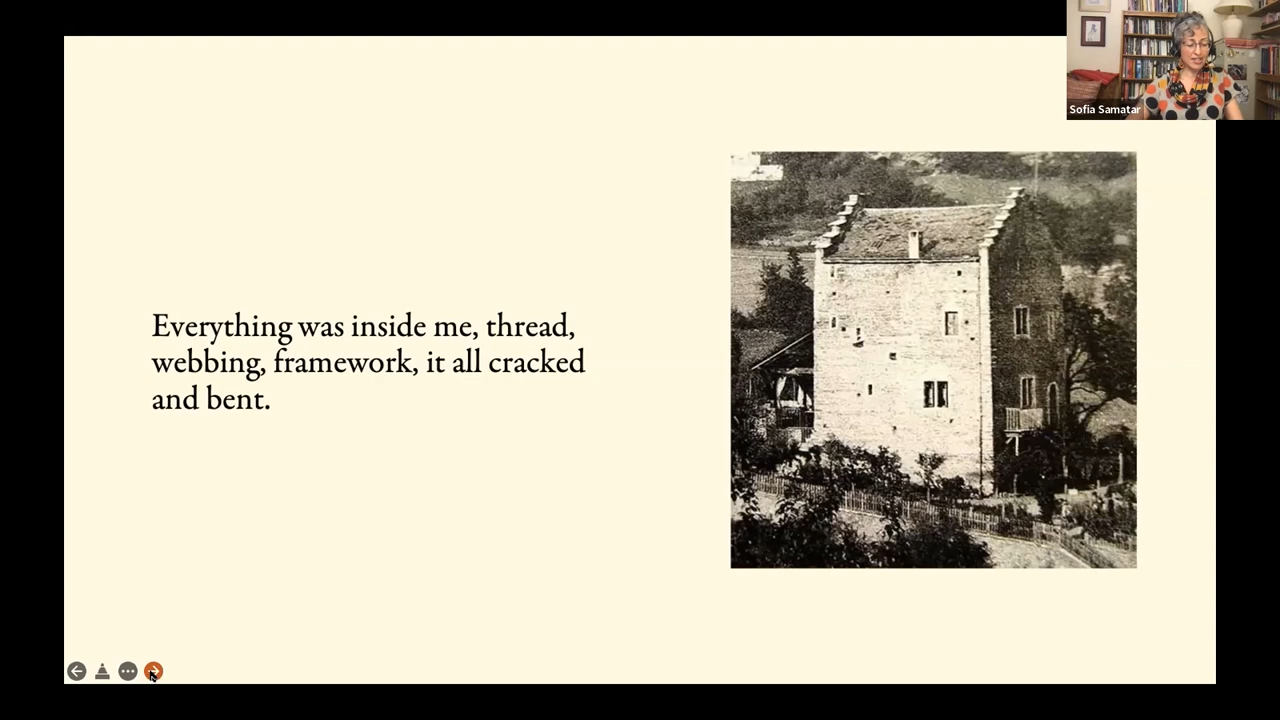 Sofia Samatar
Everything was inside me, thread,
webbing, framework, it all cracked
and bent.